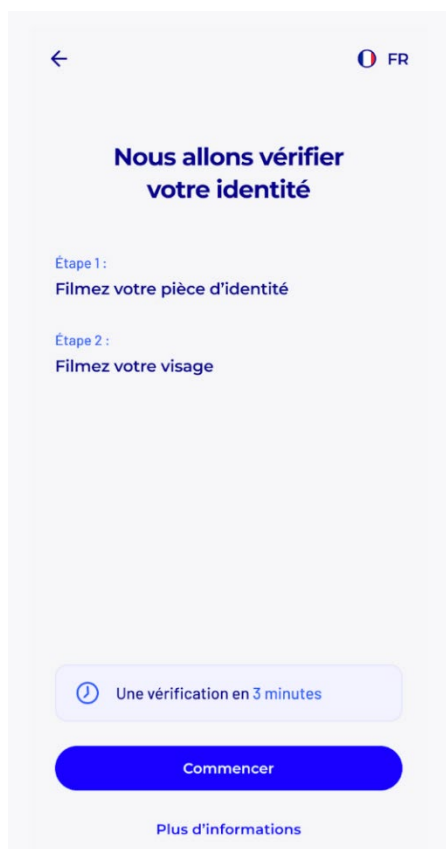 FR
Nous allons vérifier
votre identité
Étape 1 :
Filmez votre pièce d’identité
Étape 2 :
Filmez votre visage
Une vérification en 3 minutes
Commencer
Plus d’informations